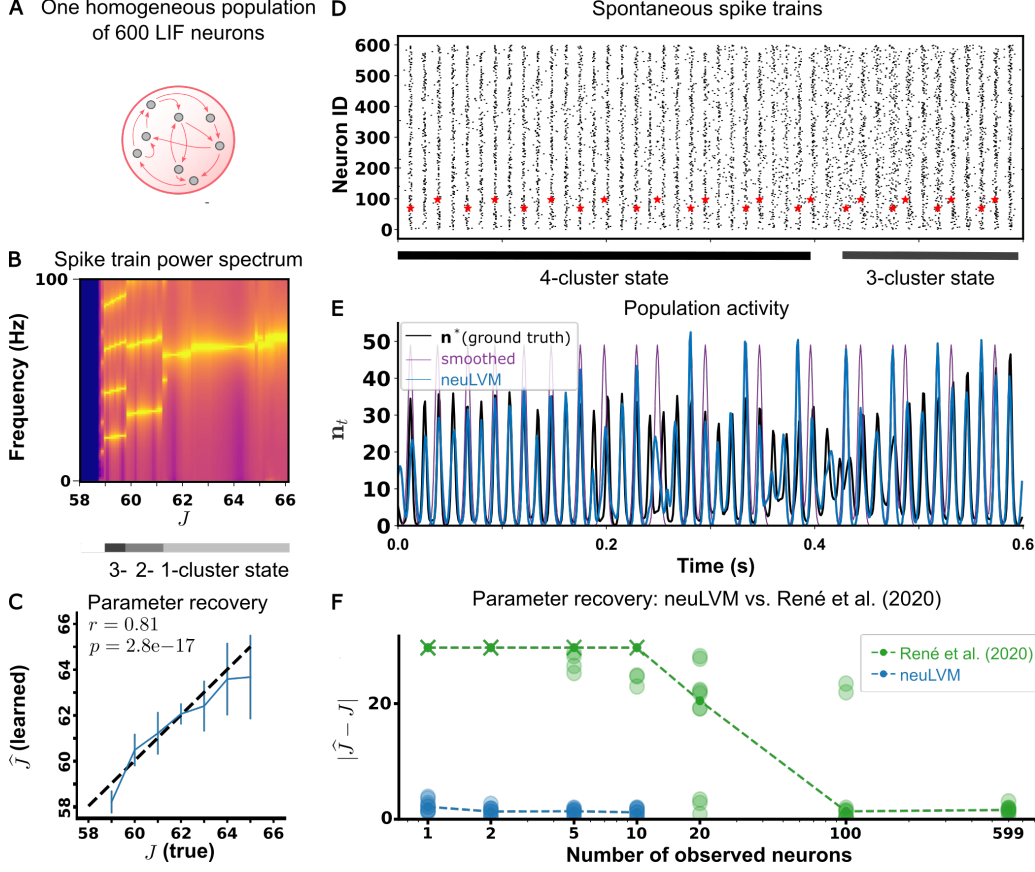 A
One homogeneous population
of 600 LIF neurons
B
Spike train power spectrum
100
0
Frequency (Hz)
58
60
62
64
66
J
3- 2- 1-cluster state
C
Parameter recovery
r = 0.81
p = 2.8e−17
66
64
62
60
58
Ĵ (learned)
58
60
62
64
66
J (true)
D
Spontaneous spike trains
600
500
400
300
200
100
0
Neuron ID
4-cluster state
3-cluster state
E
Population activity
50
40
30
20
10
0
n_t
n*(ground truth)
smoothed
neuLVM
0.0
0.2
0.4
0.6
Time (s)
F
Parameter recovery: neuLVM vs. René et al. (2020)
20
0
|Ĵ − J|
René et al. (2020)
neuLVM
1
2
5
10
20
100
599
Number of observed neurons